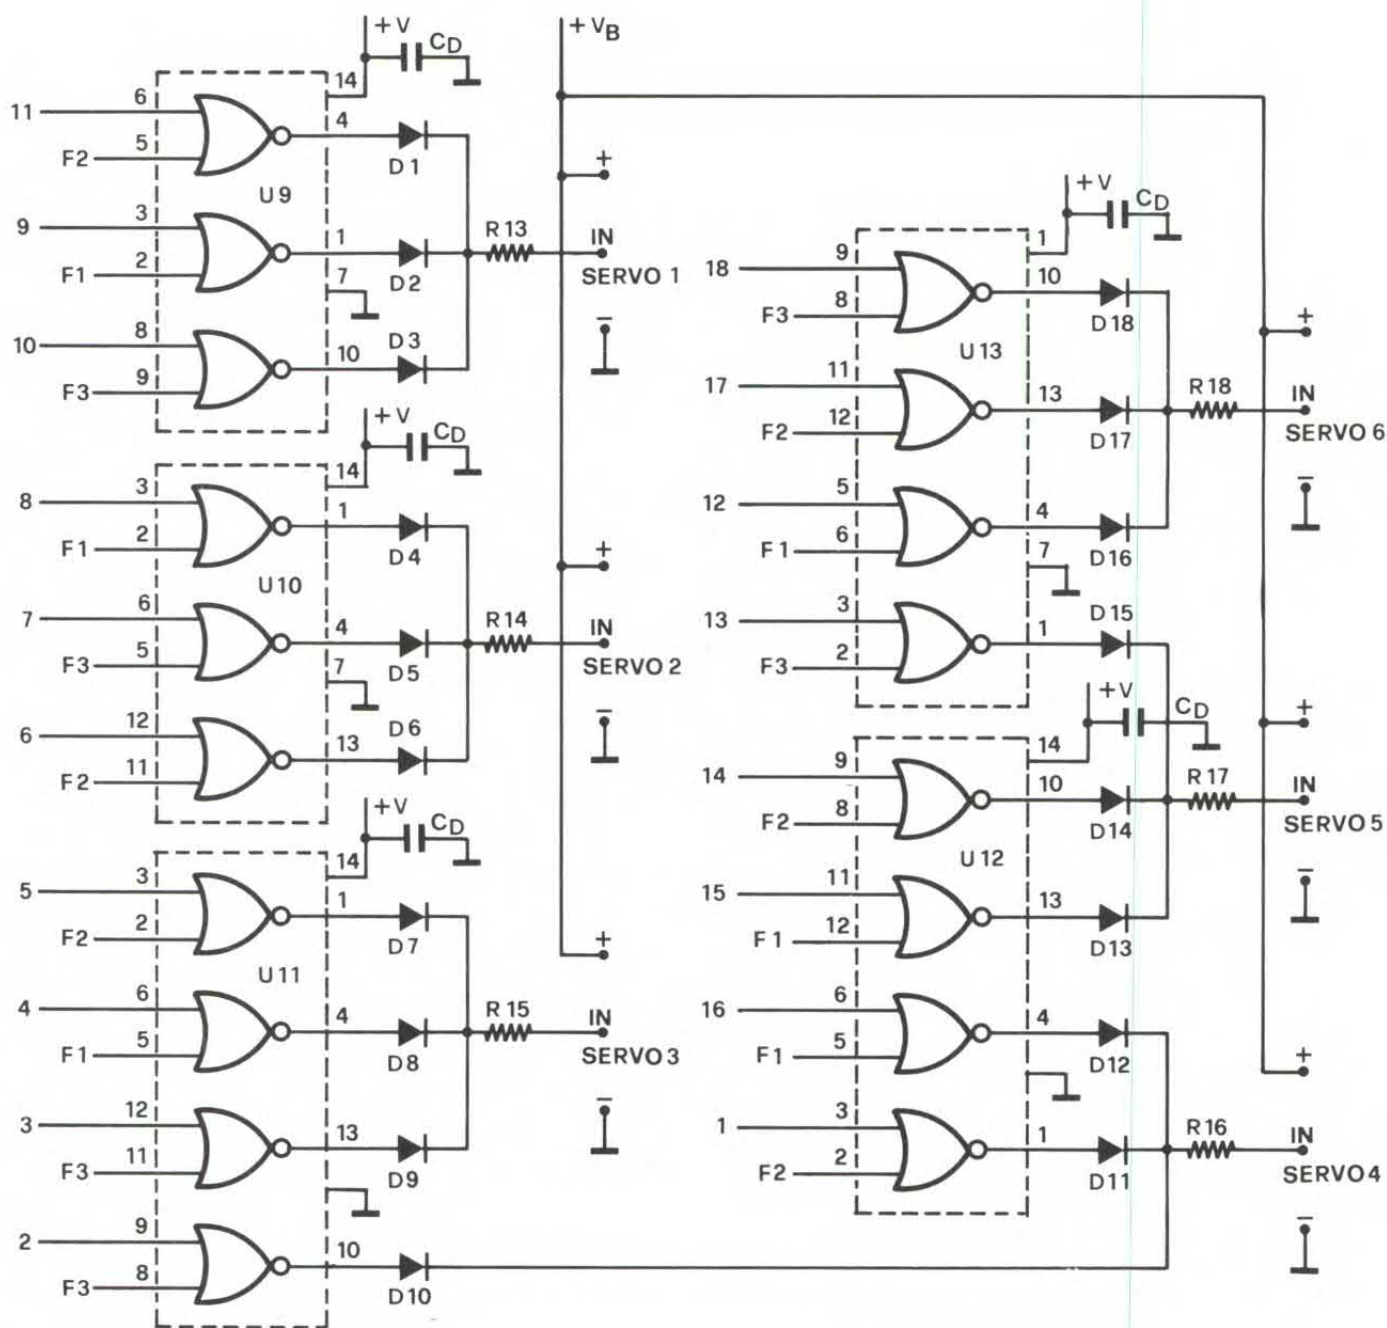 +V
CD
+VB
14
11
6
5
F2
4
D1
U9
9
3
2
F1
1
D2
7
R13
+
IN
SERVO 1
–
10
8
9
F3
10
D3
+V
CD
14
8
3
2
F1
1
D4
U10
7
6
5
F3
4
D5
7
R14
+
IN
SERVO 2
–
6
12
11
F2
13
D6
+V
CD
14
5
3
2
F2
1
D7
U11
4
6
5
F1
4
D8
R15
+
IN
SERVO 3
–
3
12
11
F3
13
D9
2
9
8
F3
10
D10
+V
CD
1
18
9
8
F3
10
D18
U13
17
11
12
F2
13
D17
R18
+
IN
SERVO 6
–
12
5
6
F1
4
D16
7
13
3
2
F3
1
D15
+V
CD
14
14
9
8
F2
10
D14
U12
R17
+
IN
SERVO 5
–
15
11
12
F1
13
D13
16
6
5
F1
4
D12
1
3
2
F2
1
D11
R16
+
IN
SERVO 4
–